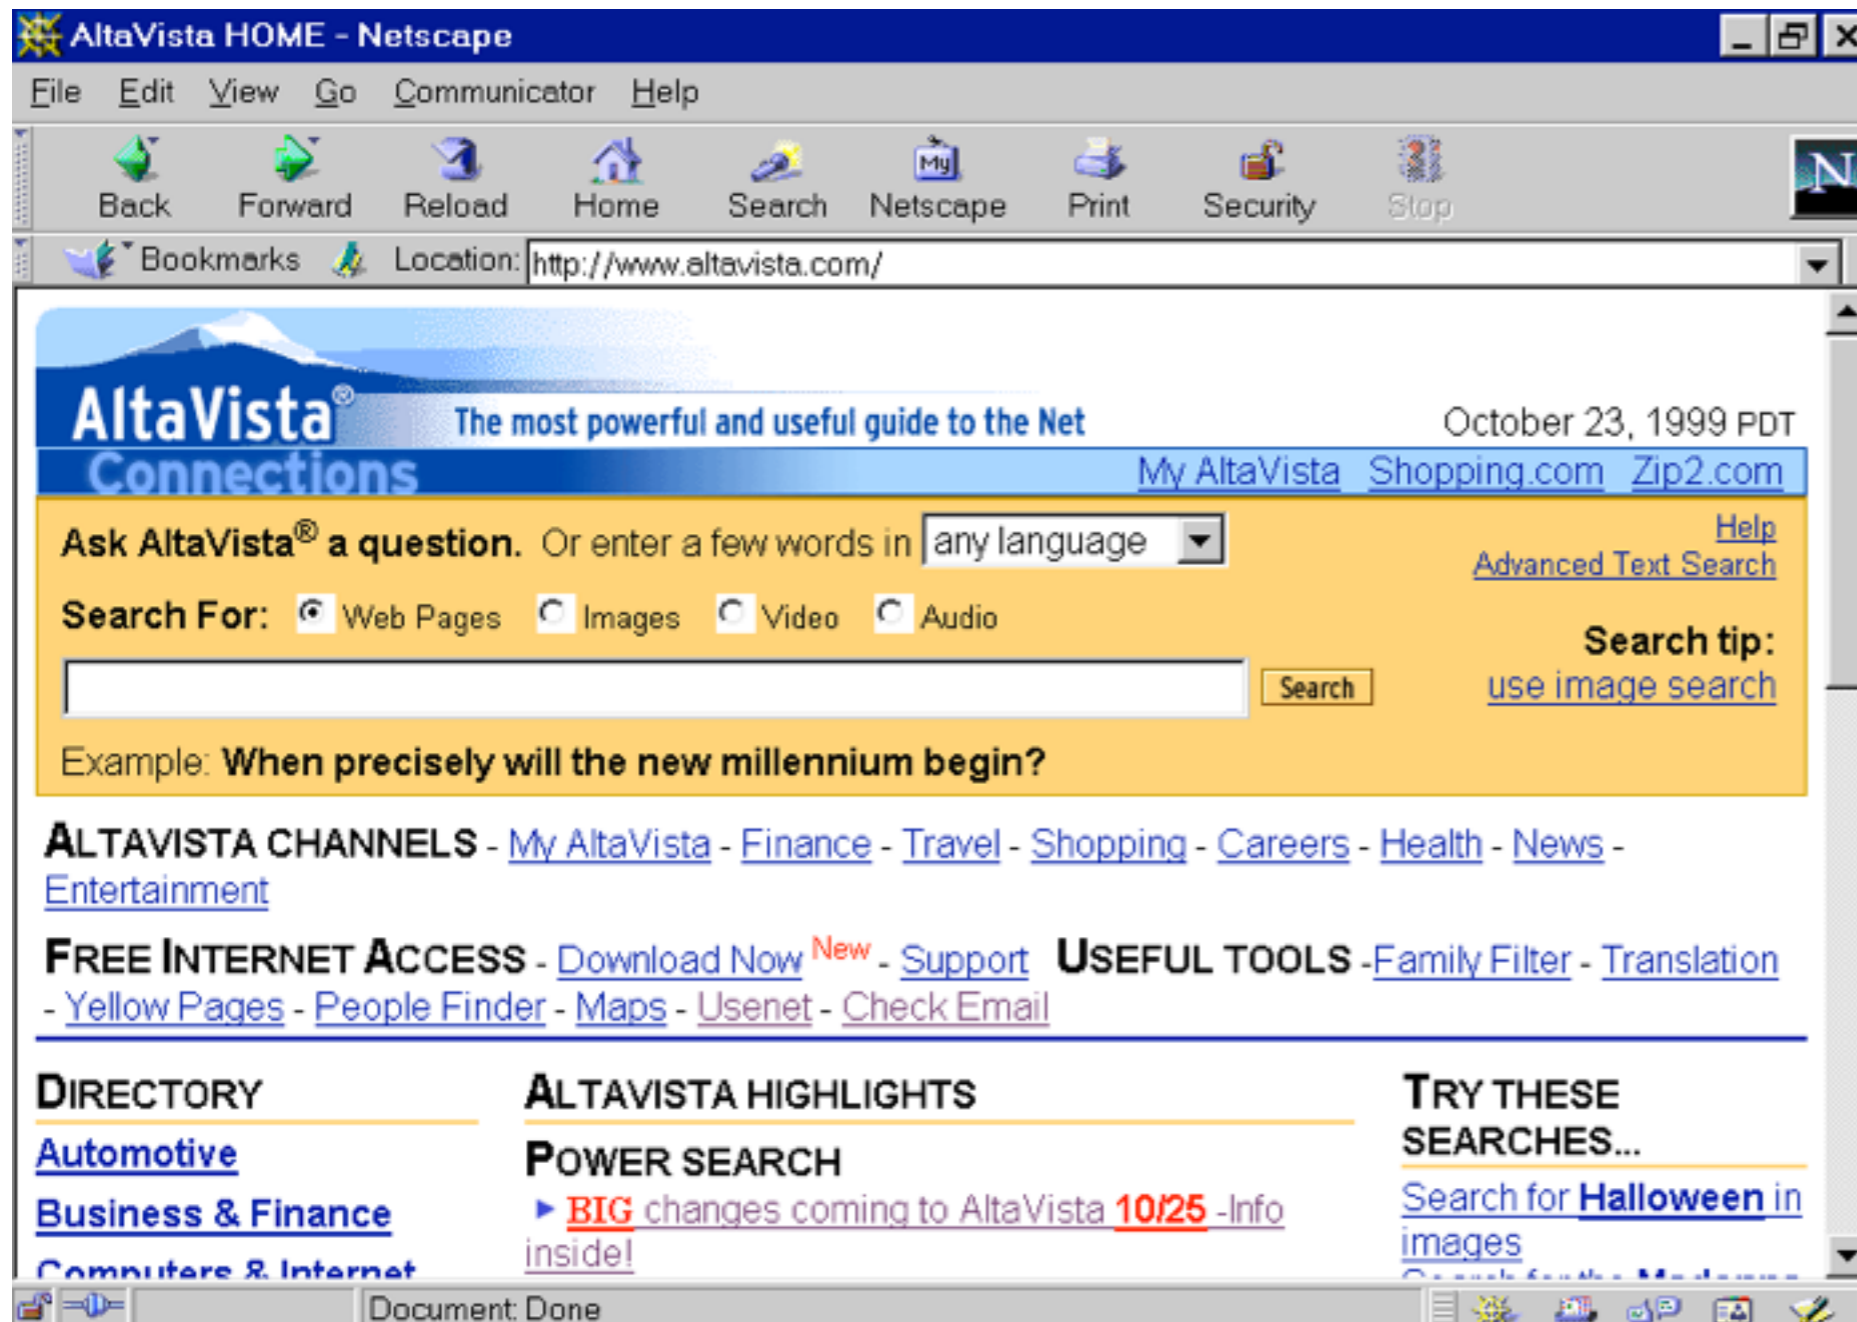 AltaVista HOME - Netscape
File Edit View Go Communicator Help
My N
Back Forward Reload Home Search Netscape Print Security Stop
Bookmarks Location: http://www.altavista.com/
AltaVista® The most powerful and useful guide to the Net October 23, 1999 PDT
Connections My AltaVista Shopping.com Zip2.com
Ask AltaVista® a question. Or enter a few words in any language Help
Advanced Text Search
Search For: Web Pages Images Video Audio
Search tip:
Search use image search
Example: When precisely will the new millennium begin?
ALTAVISTA CHANNELS - My AltaVista - Finance - Travel - Shopping - Careers - Health - News -
Entertainment
FREE INTERNET ACCESS - Download Now New - Support USEFUL TOOLS -Family Filter - Translation
- Yellow Pages - People Finder - Maps - Usenet - Check Email
DIRECTORY
Automotive
Business & Finance
Computers & Internet
ALTAVISTA HIGHLIGHTS
POWER SEARCH
BIG changes coming to AltaVista 10/25 -Info
inside!
TRY THESE
SEARCHES...
Search for Halloween in
images
Search for the
Document: Done